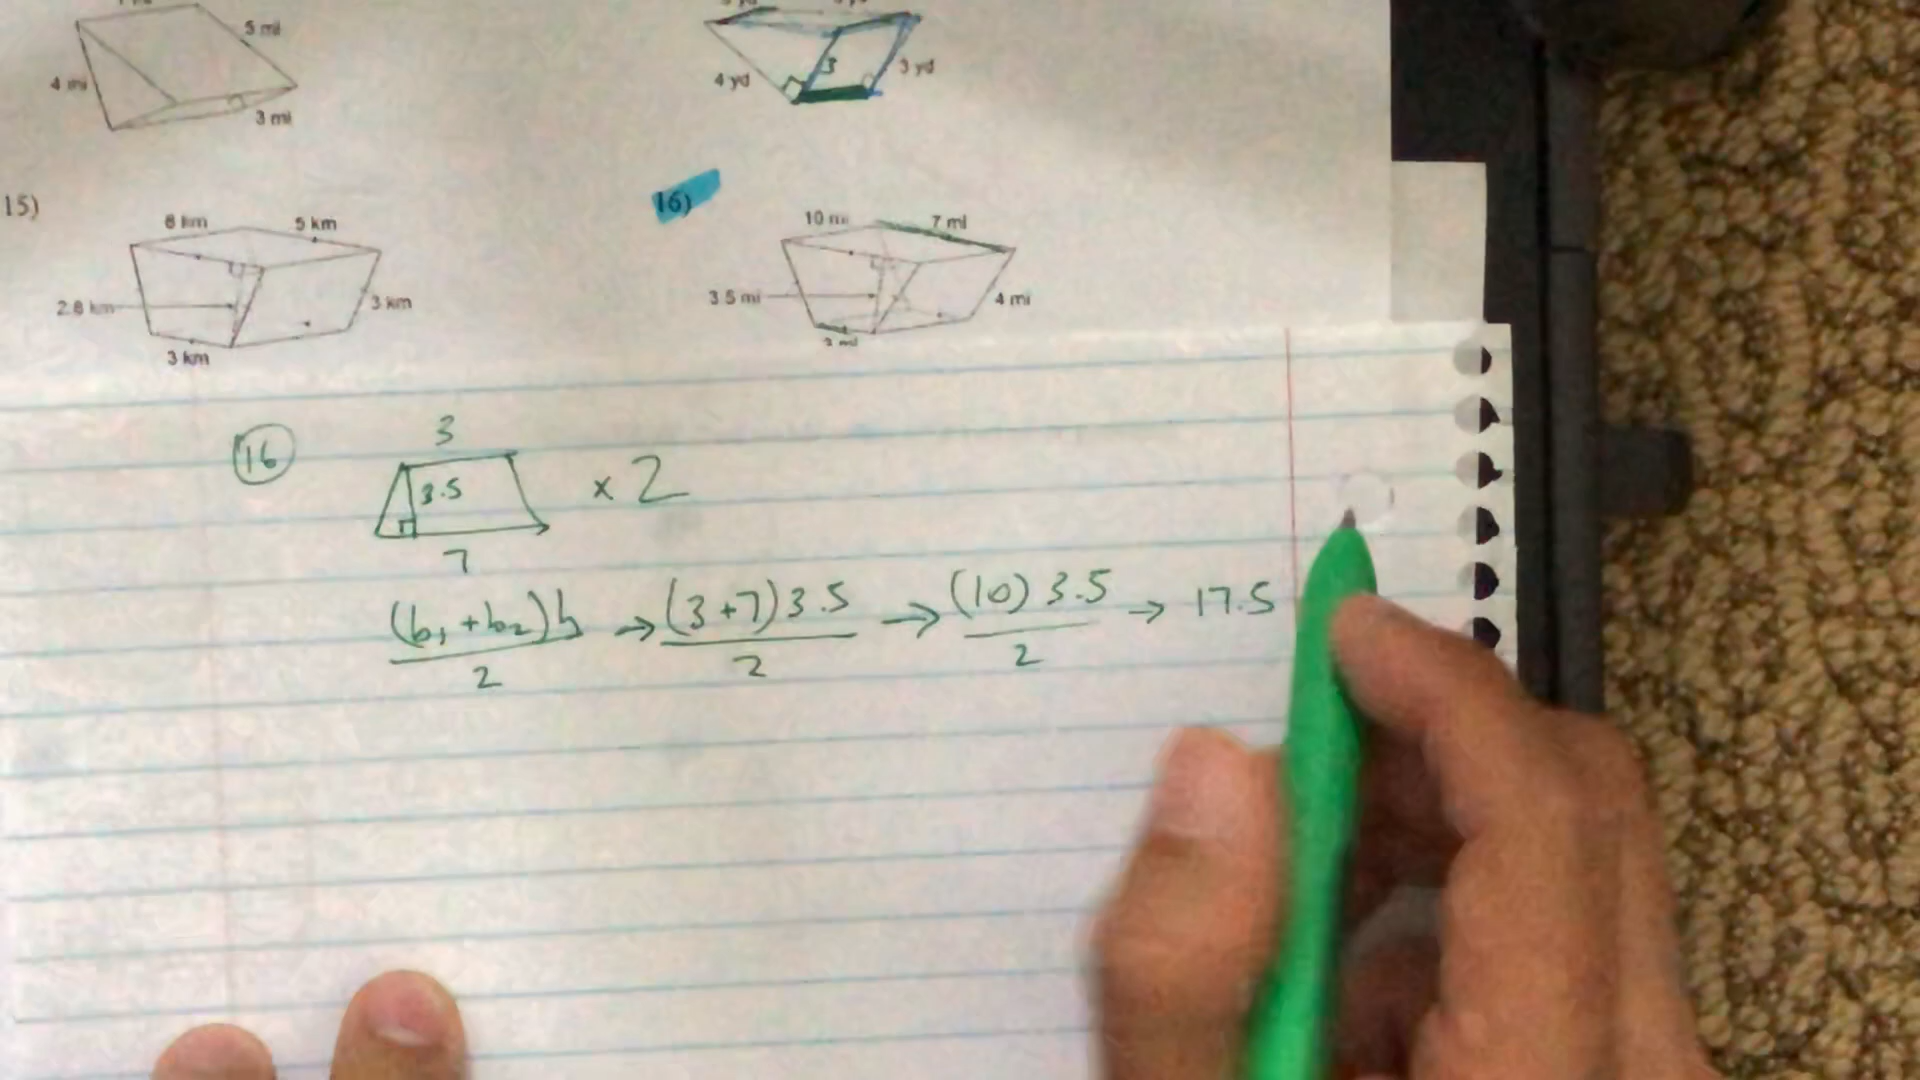 5 mi
4 mi
3 mi
4 yd
3
3 yd
15)
8 km
5 km
2.8 km
3 km
3 km
16)
10 mi
7 mi
3.5 mi
4 mi
3 mi
16
3
3.5
× 2
7
(b₁ + b₂)h → (3+7)3.5 → (10) 3.5 → 17.5
2 2 2